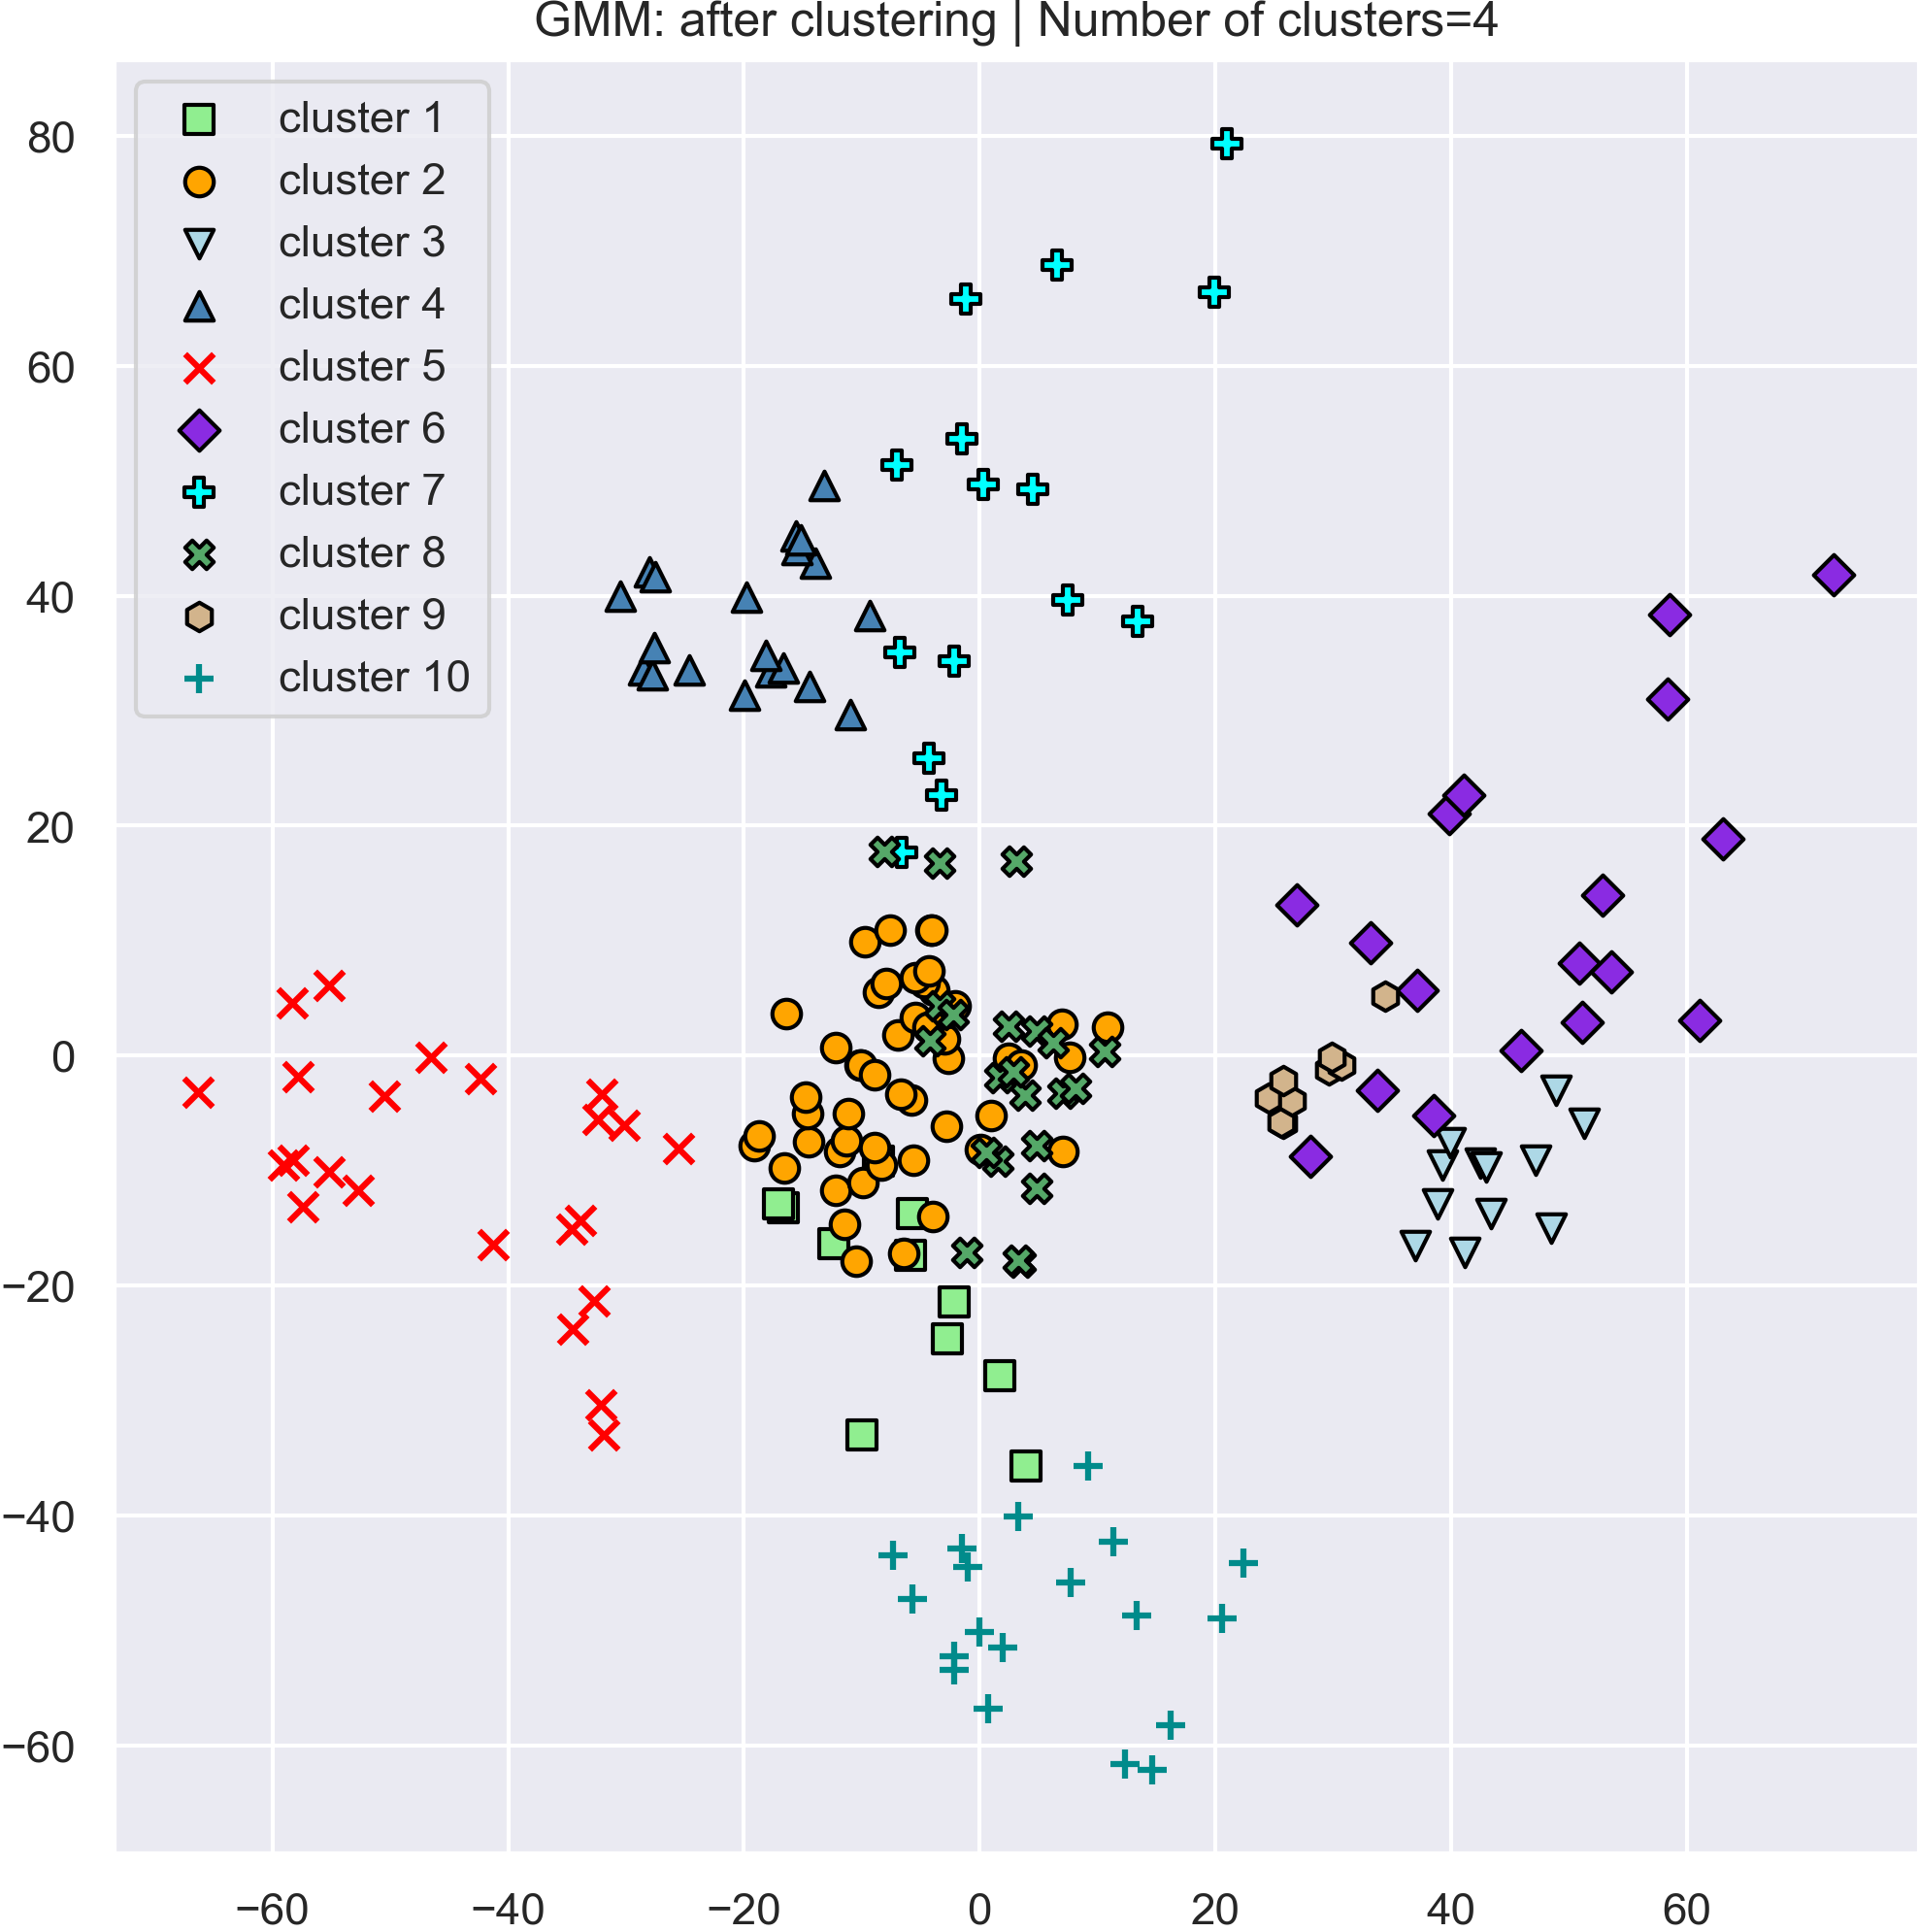 GMM: after clustering | Number of clusters=4
cluster 1
cluster 2
cluster 3
cluster 4
cluster 5
cluster 6
cluster 7
cluster 8
cluster 9
cluster 10
80
60
40
20
0
−20
−40
−60
−60 −40 −20 0 20 40 60